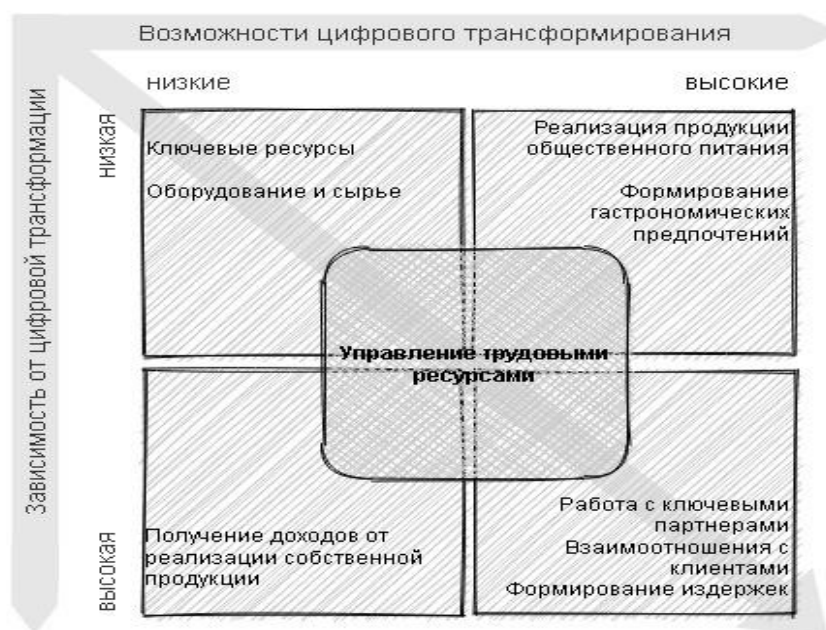 Возможности цифрового трансформирования
низкие
высокие
Зависимость от цифровой трансформации
низкая
Ключевые ресурсы
Оборудование и сырье
Реализация продукции
общественного питания
Формирование
гастрономических
предпочтений
Управление трудовыми
ресурсами
высокая
Получение доходов от
реализации собственной
продукции
Работа с ключевыми
партнерами
Взаимоотношения с
клиентами
Формирование издержек